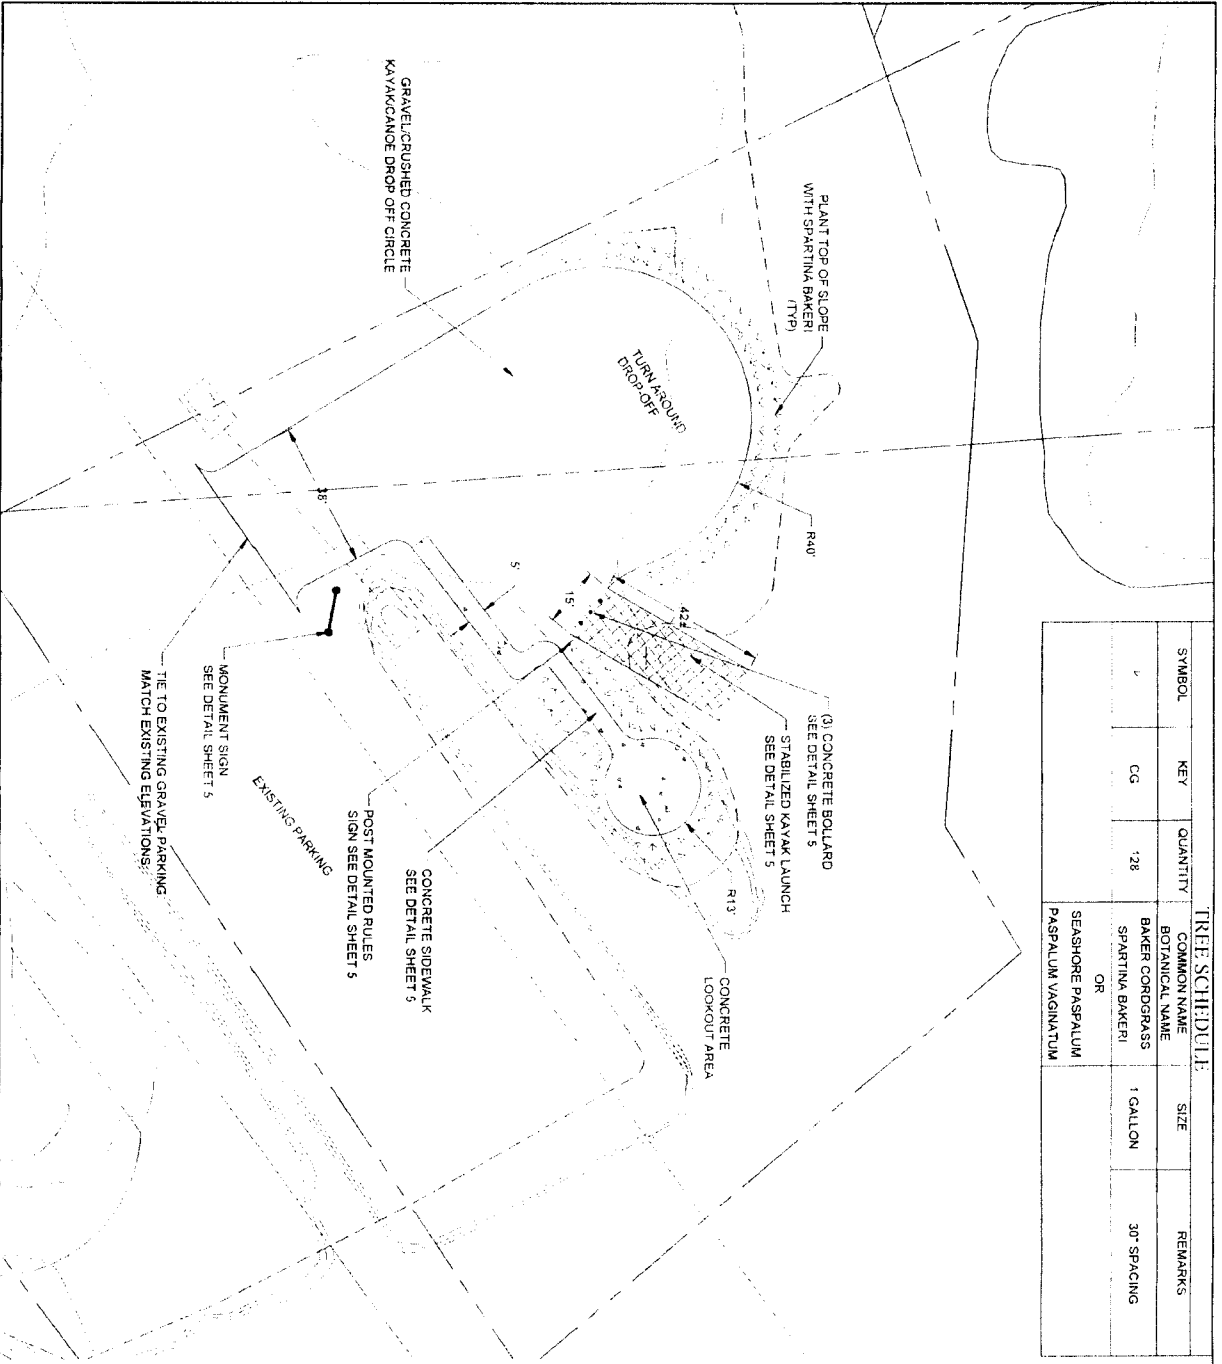 TREE SCHEDULE
SYMBOL
KEY
QUANTITY
COMMON NAME
BOTANICAL NAME
SIZE
REMARKS
CG
128
BAKER CORDGRASS
SPARTINA BAKERI
1 GALLON
30" SPACING
OR
SEASHORE PASPALUM
PASPALUM VAGINATUM
PLANT TOP OF SLOPE
WITH SPARTINA BAKERI
(TYP)
R40'
(3) CONCRETE BOLLARD
SEE DETAIL SHEET 5
STABILIZED KAYAK LAUNCH
SEE DETAIL SHEET 5
R13'
CONCRETE
LOOKOUT AREA
42'±
15'
TURN AROUND
DROP-OFF
5'
38'
GRAVEL/CRUSHED CONCRETE
KAYAK/CANOE DROP OFF CIRCLE
CONCRETE SIDEWALK
SEE DETAIL SHEET 5
POST MOUNTED RULES
SIGN SEE DETAIL SHEET 5
EXISTING PARKING
MONUMENT SIGN
SEE DETAIL SHEET 5
TIE TO EXISTING GRAVEL PARKING
MATCH EXISTING ELEVATIONS